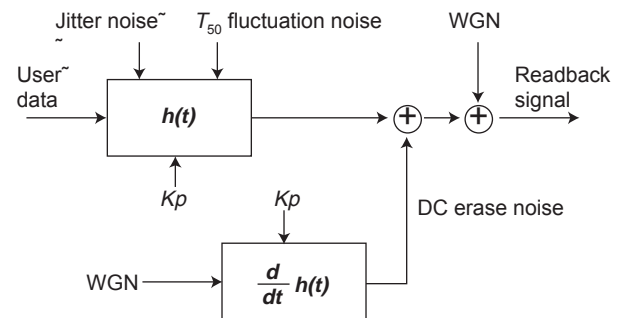 Jitter noise˜
˜
T50 fluctuation noise
WGN
User˜
data
h(t)
+
+
Readback
signal
Kp
Kp
DC erase noise
WGN
d
dt
h(t)